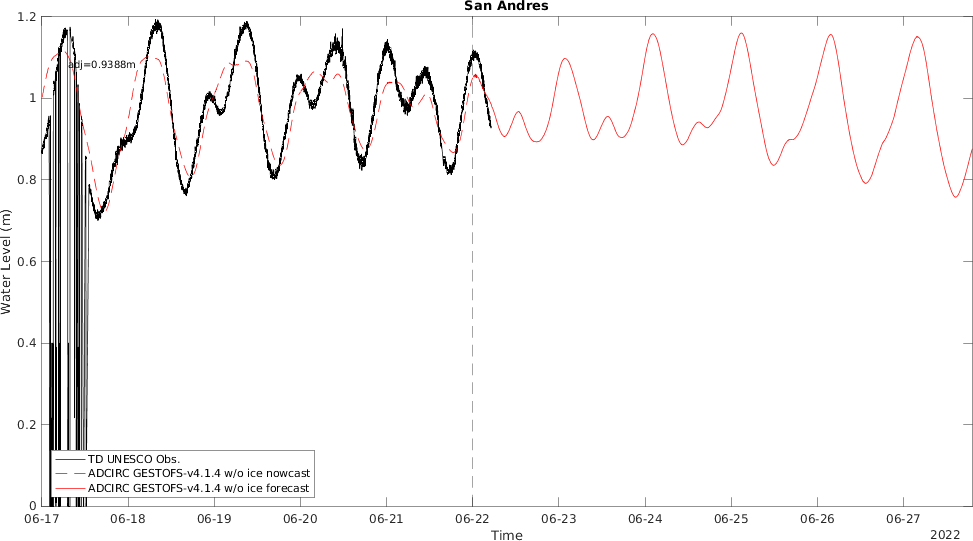 San Andres
1.2
1
0.8
0.6
0.4
0.2
0
Water Level (m)
adj=0.9388m
TD UNESCO Obs.
ADCIRC GESTOFS-v4.1.4 w/o ice nowcast
ADCIRC GESTOFS-v4.1.4 w/o ice forecast
06-17 06-18 06-19 06-20 06-21 06-22 06-23 06-24 06-25 06-26 06-27
Time
2022